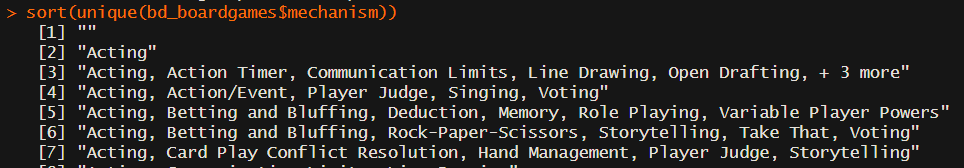 > sort(unique(bd_boardgames$mechanism))
[1] ""
[2] "Acting"
[3] "Acting, Action Timer, Communication Limits, Line Drawing, Open Drafting, + 3 more"
[4] "Acting, Action/Event, Player Judge, Singing, Voting"
[5] "Acting, Betting and Bluffing, Deduction, Memory, Role Playing, Variable Player Powers"
[6] "Acting, Betting and Bluffing, Rock-Paper-Scissors, Storytelling, Take That, Voting"
[7] "Acting, Card Play Conflict Resolution, Hand Management, Player Judge, Storytelling"